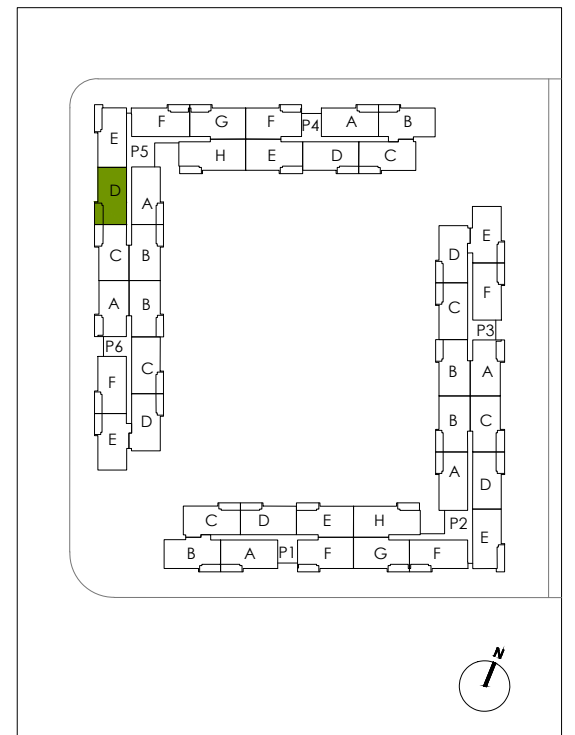 F G F P4 A B
E
P5
H E D C
D A
C B
A B
P6
F C
E D
E
D
F
C
P3
B A
B C
A D
P2
E
C D E H
B A P1 F G F
N